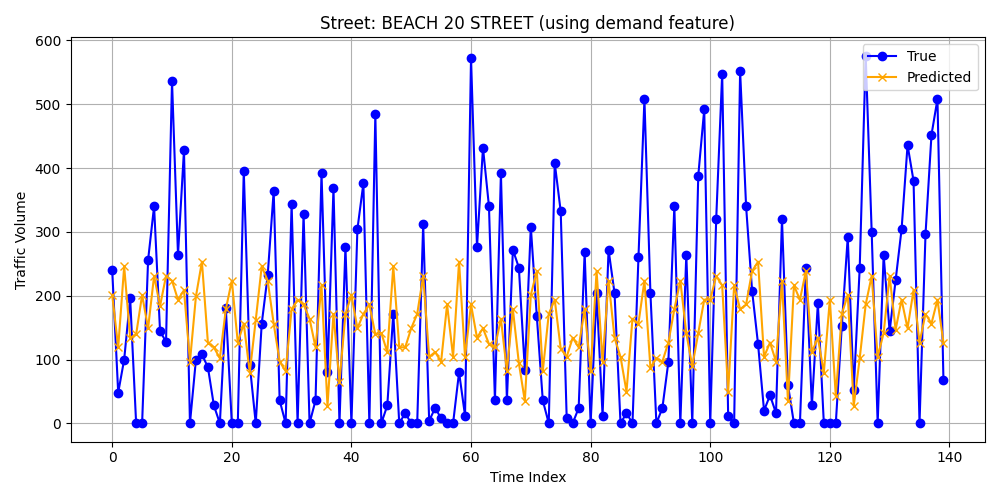 Street: BEACH 20 STREET (using demand feature)
True
Predicted
Traffic Volume
600
500
400
300
200
100
0
0 20 40 60 80 100 120 140
Time Index